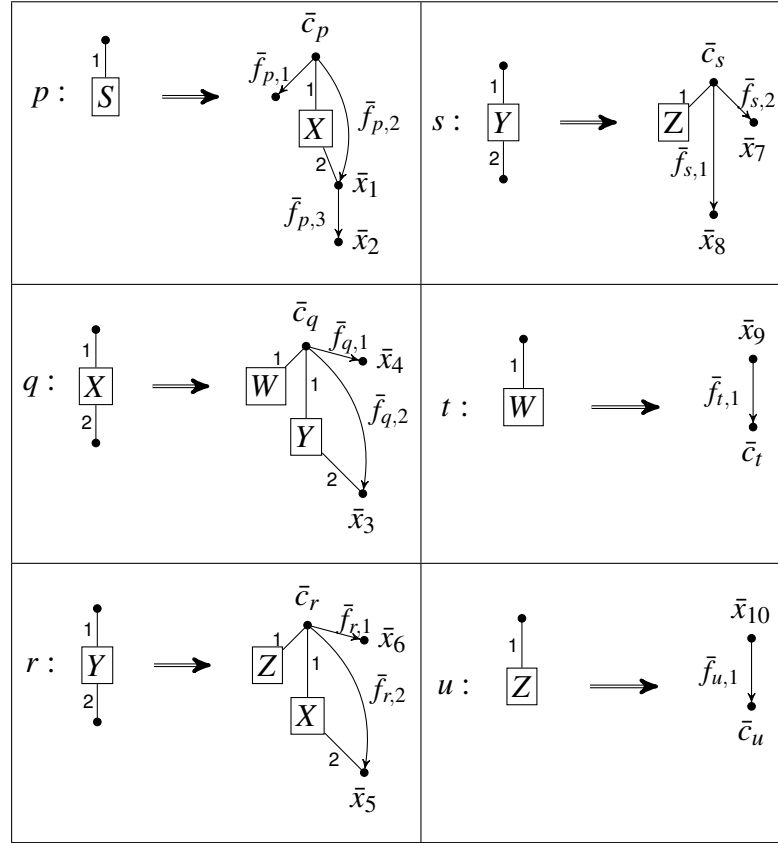 p : 1 S ⟹ c̄_p f̄_{p,1} 1 X f̄_{p,2} 2 x̄_1 f̄_{p,3} x̄_2
s : 1 Y 2 ⟹ c̄_s 1 Z f̄_{s,2} x̄_7 f̄_{s,1} x̄_8
q : 1 X 2 ⟹ c̄_q f̄_{q,1} x̄_4 1 W 1 f̄_{q,2} Y 2 x̄_3
t : 1 W ⟹ x̄_9 f̄_{t,1} c̄_t
r : 1 Y 2 ⟹ c̄_r f̄_{r,1} x̄_6 1 Z 1 f̄_{r,2} X 2 x̄_5
u : 1 Z ⟹ x̄_{10} f̄_{u,1} c̄_u